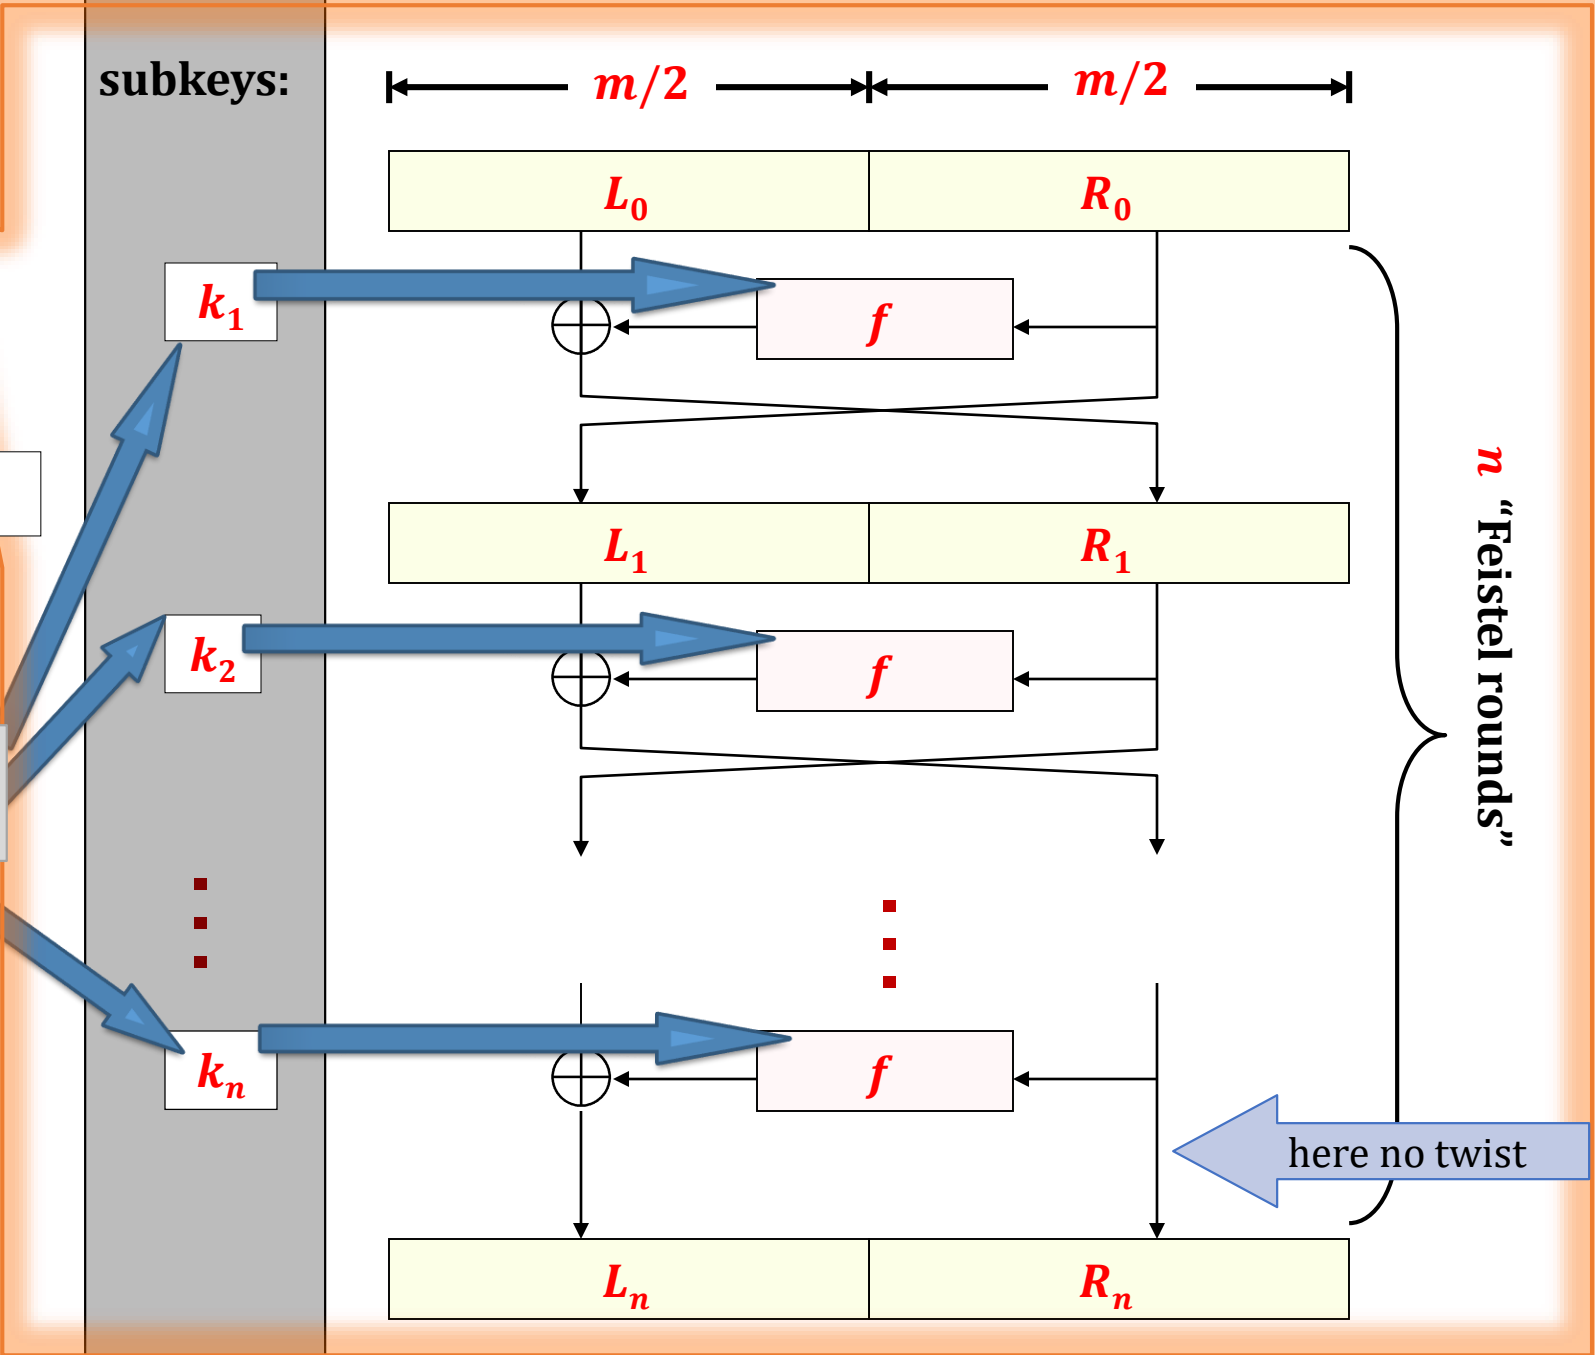 subkeys:
m/2 m/2
L₀ R₀
k₁ f
L₁ R₁
k₂ f
n “Feistel rounds”
kₙ f
here no twist
Lₙ Rₙ